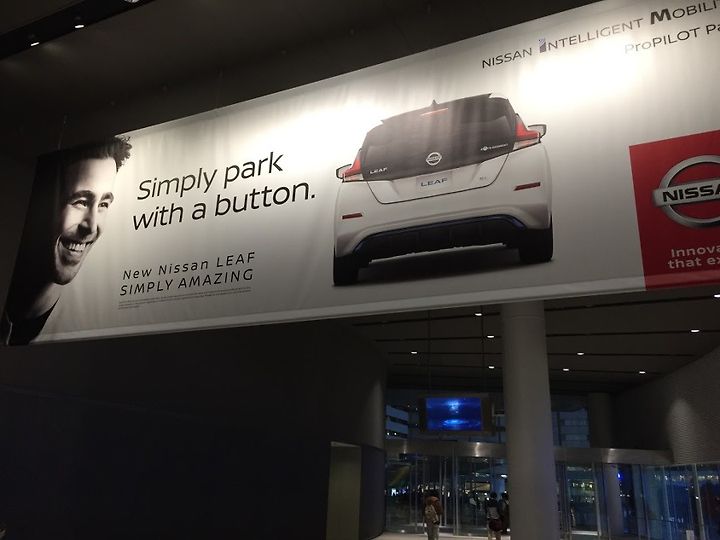 NISSAN INTELLIGENT MOBILI
ProPILOT Pa
Simply park
with a button.
New Nissan LEAF
SIMPLY AMAZING
LEAF
LEAF
NISSA
Innova
that ex